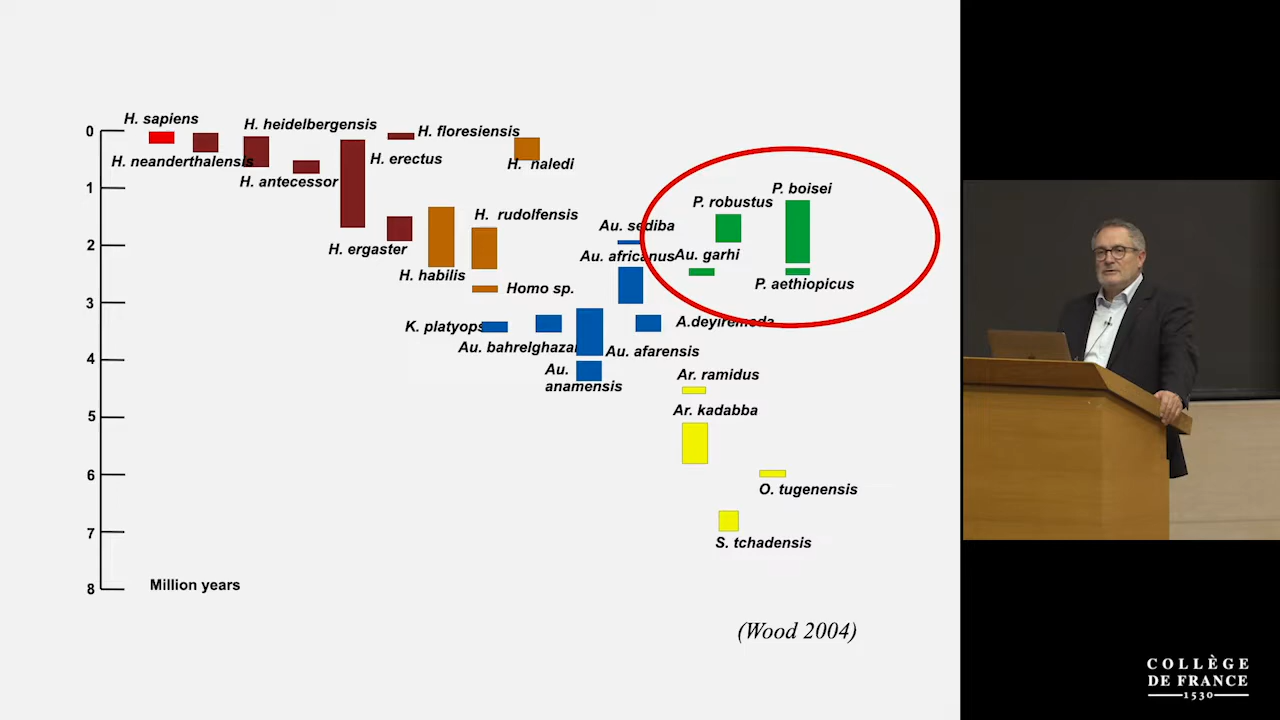 H. sapiens
H. heidelbergensis
0
H. floresiensis
H. neanderthalensis
H. erectus
H. naledi
H. antecessor
1
P. boisei
P. robustus
H. rudolfensis
Au. sediba
2
H. ergaster
Au. africanus
Au. garhi
H. habilis
P. aethiopicus
Homo sp.
3
K. platyops
A.deyiremeda
Au. bahrelghazal
Au. afarensis
4
Au.
anamensis
Ar. ramidus
Ar. kadabba
5
6
O. tugenensis
7
S. tchadensis
8
Million years
(Wood 2004)
COLLÈGE
DE FRANCE
1530